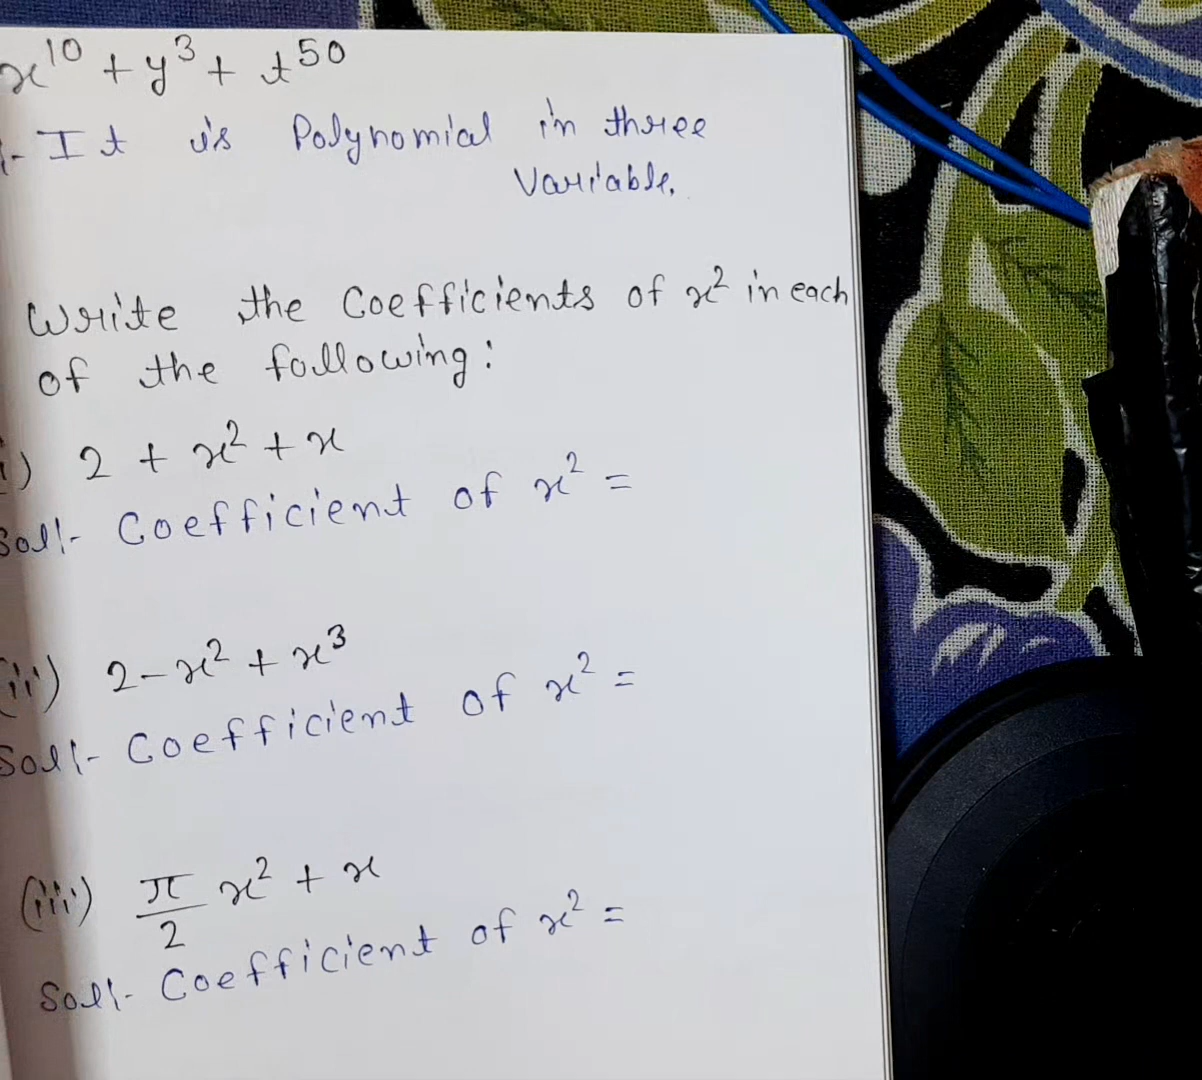 x¹⁰ + y³ + t⁵⁰
:- It is Polynomial in three
Variable.
Write the Coefficients of x² in each
of the following:
i) 2 + x² + x
Sol:- Coefficient of x² =
(ii) 2 - x² + x³
Sol:- Coefficient of x² =
(iii) π/2 x² + x
Sol:- Coefficient of x² =